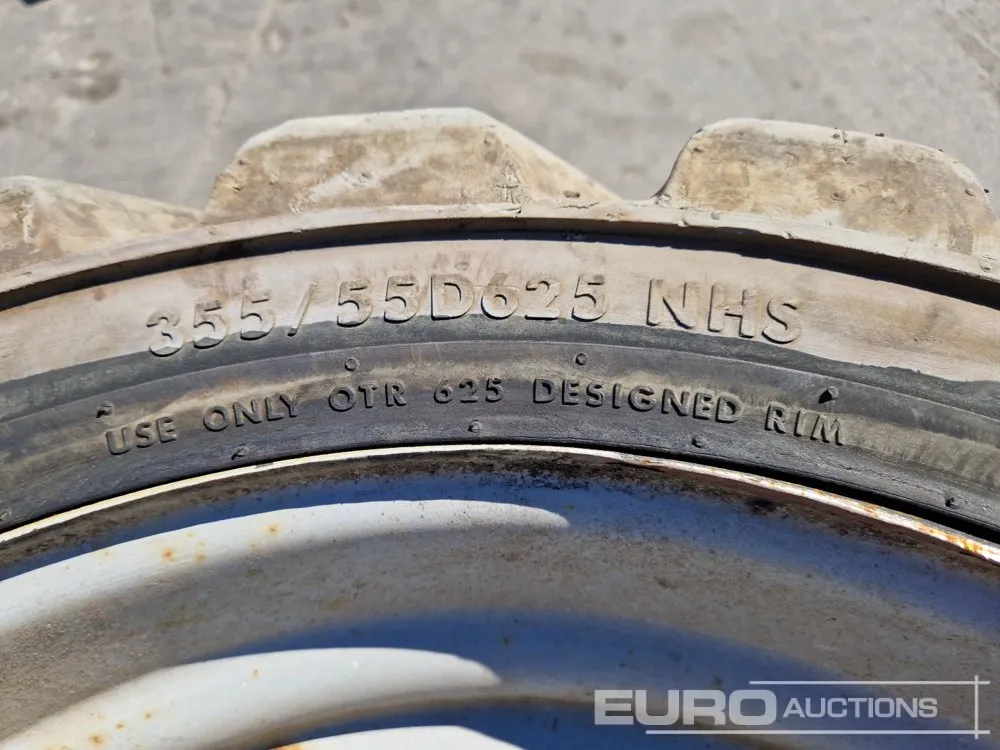 355/55D625 NHS
USE ONLY OTR 625 DESIGNED RIM
EURO AUCTIONS